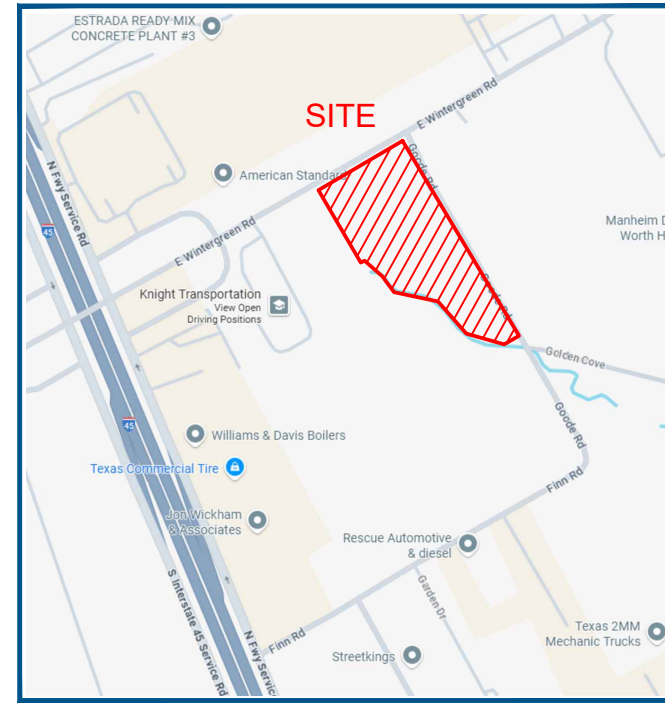 ESTRADA READY MIX
CONCRETE PLANT #3
SITE
E Wintergreen Rd
Goode Rd
American Standard
N Fwy Service Rd
45
E Wintergreen Rd
Manheim D
Worth H
Knight Transportation
View Open
Driving Positions
Goode Rd
Golden Cove
45
Williams & Davis Boilers
Goode Rd
Texas Commercial Tire
Finn Rd
Jon Wickham
& Associates
Rescue Automotive
& diesel
S Interstate 45 Service Rd
Garden Dr
Finn Rd
N Fwy Servic
Streetkings
Texas 2MM
Mechanic Trucks